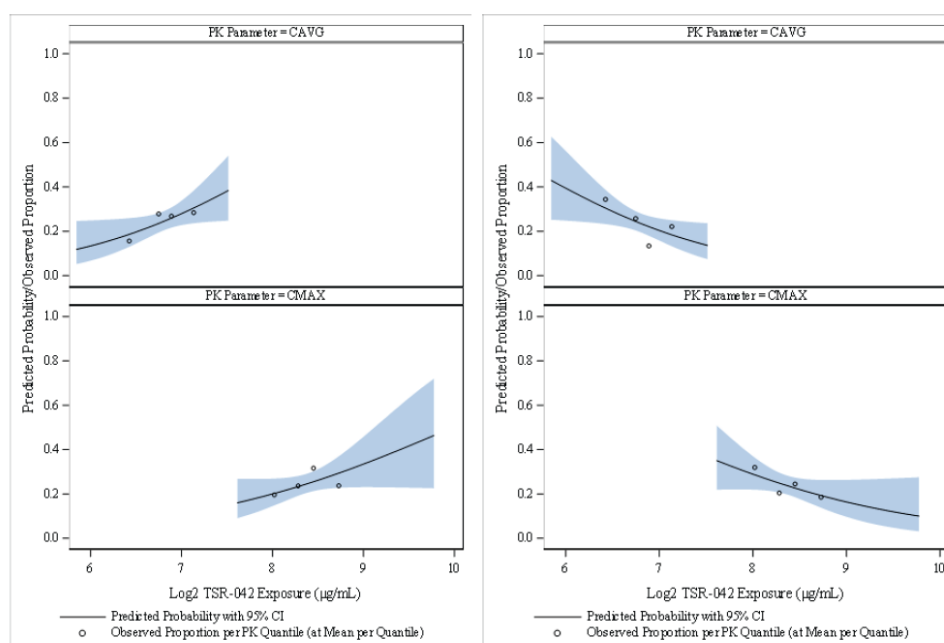 PK Parameter = CAVG
1.0
0.8
0.6
0.4
0.2
0.0
PK Parameter = CMAX
1.0
0.8
0.6
0.4
0.2
0.0
Predicted Probability/Observed Proportion
6 7 8 9 10
Log2 TSR-042 Exposure (µg/mL)
Predicted Probability with 95% CI
Observed Proportion per PK Quantile (at Mean per Quantile)
PK Parameter = CAVG
1.0
0.8
0.6
0.4
0.2
0.0
PK Parameter = CMAX
1.0
0.8
0.6
0.4
0.2
0.0
Predicted Probability/Observed Proportion
6 7 8 9 10
Log2 TSR-042 Exposure (µg/mL)
Predicted Probability with 95% CI
Observed Proportion per PK Quantile (at Mean per Quantile)